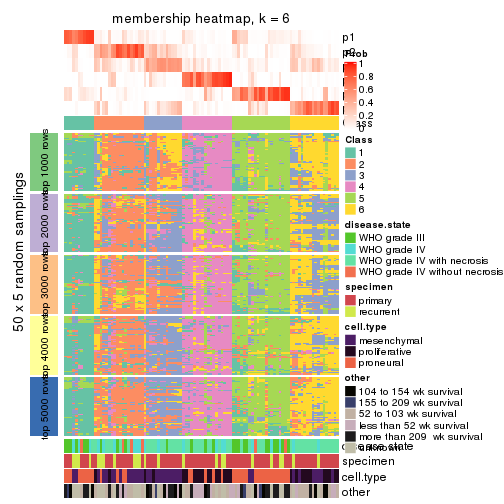 membership heatmap, k = 6
p1
p2
Prob
1
0.8
0.6
0.4
0.2
0
Class
Class
1
2
3
4
5
6
disease.state
WHO grade III
WHO grade IV
WHO grade IV with necrosis
WHO grade IV without necrosis
specimen
primary
recurrent
cell.type
mesenchymal
proliferative
proneural
other
104 to 154 wk survival
155 to 209 wk survival
52 to 103 wk survival
less than 52 wk survival
more than 209 wk survival
unknown
50 x 5 random samplings
top 1000 rows
top 2000 rows
top 3000 rows
top 4000 rows
top 5000 rows
disease.state
specimen
cell.type
other